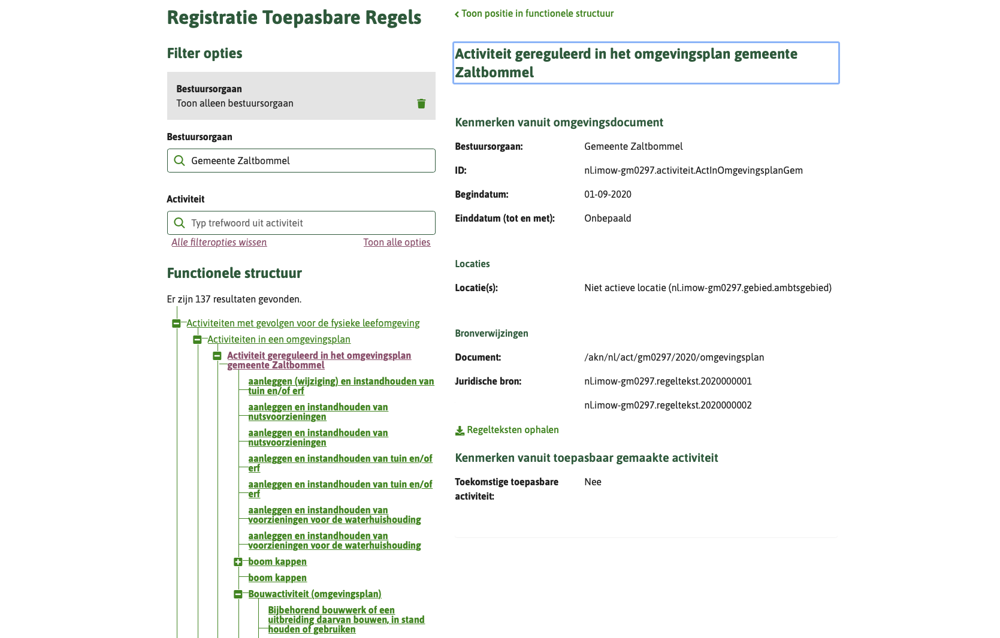 Registratie Toepasbare Regels
Filter opties
Bestuursorgaan
Toon alleen bestuursorgaan
Bestuursorgaan
Gemeente Zaltbommel
Activiteit
Typ trefwoord uit activiteit
Alle filteropties wissen
Toon alle opties
Functionele structuur
Er zijn 137 resultaten gevonden.
Activiteiten met gevolgen voor de fysieke leefomgeving
Activiteiten in een omgevingsplan
Activiteit gereguleerd in het omgevingsplan
gemeente Zaltbommel
aanleggen (wijziging) en instandhouden van
tuin en/of erf
aanleggen en instandhouden van
nutsvoorzieningen
aanleggen en instandhouden van
nutsvoorzieningen
aanleggen en instandhouden van tuin en/of
erf
aanleggen en instandhouden van tuin en/of
erf
aanleggen en instandhouden van
voorzieningen voor de waterhuishouding
aanleggen en instandhouden van
voorzieningen voor de waterhuishouding
boom kappen
boom kappen
Bouwactiviteit (omgevingsplan)
Bijbehorend bouwwerk of een
uitbreiding daarvan bouwen, in stand
houden of gebruiken
Toon positie in functionele structuur
Activiteit gereguleerd in het omgevingsplan gemeente
Zaltbommel
Kenmerken vanuit omgevingsdocument
Bestuursorgaan: Gemeente Zaltbommel
ID: nl.imow-gm0297.activiteit.ActInOmgevingsplanGem
Begindatum: 01-09-2020
Einddatum (tot en met): Onbepaald
Locaties
Locatie(s): Niet actieve locatie (nl.imow-gm0297.gebied.ambtsgebied)
Bronverwijzingen
Document: /akn/nl/act/gm0297/2020/omgevingsplan
Juridische bron: nl.imow-gm0297.regeltekst.2020000001
nl.imow-gm0297.regeltekst.2020000002
Regelteksten ophalen
Kenmerken vanuit toepasbaar gemaakte activiteit
Toekomstige toepasbare Nee
activiteit: